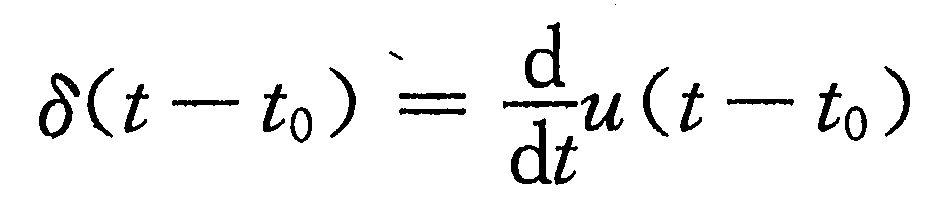 δ(t − t₀) = d/dt u(t − t₀)